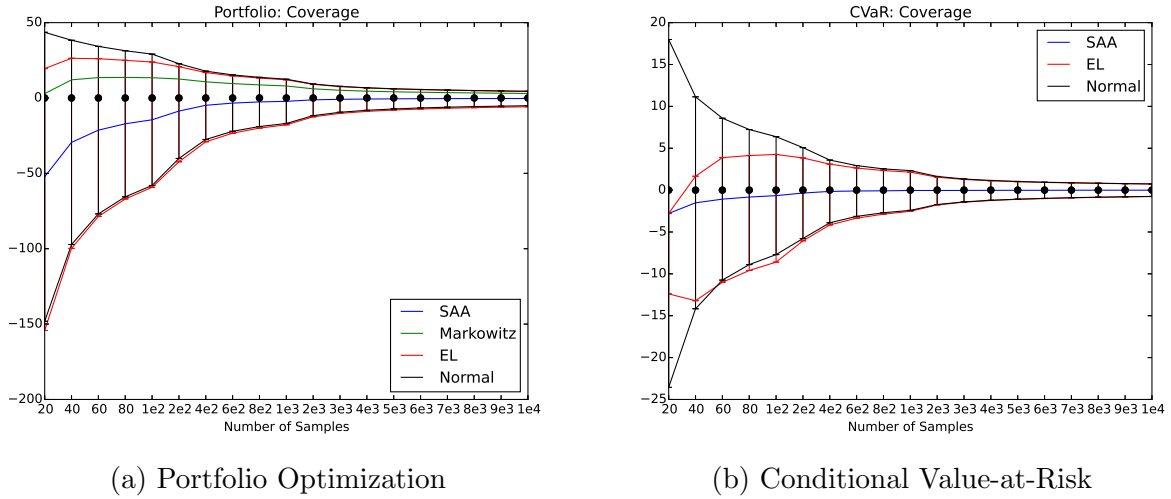 Portfolio: Coverage
50
0
−50
−100
−150
−200
SAA
Markowitz
EL
Normal
20 40 60 80 1e2 2e2 4e2 6e2 8e2 1e3 2e3 3e3 4e3 5e3 6e3 7e3 8e3 9e3 1e4
Number of Samples
(a) Portfolio Optimization
CVaR: Coverage
20
15
10
5
0
−5
−10
−15
−20
−25
SAA
EL
Normal
20 40 60 80 1e2 2e2 4e2 6e2 8e2 1e3 2e3 3e3 4e3 5e3 6e3 7e3 8e3 9e3 1e4
Number of Samples
(b) Conditional Value-at-Risk